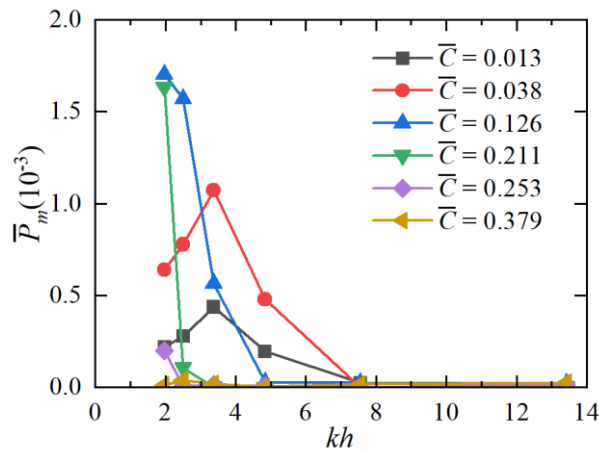 2.0
1.5
1.0
0.5
0.0
P̅ₘ(10⁻³)
C̅ = 0.013
C̅ = 0.038
C̅ = 0.126
C̅ = 0.211
C̅ = 0.253
C̅ = 0.379
0 2 4 6 8 10 12 14
kh